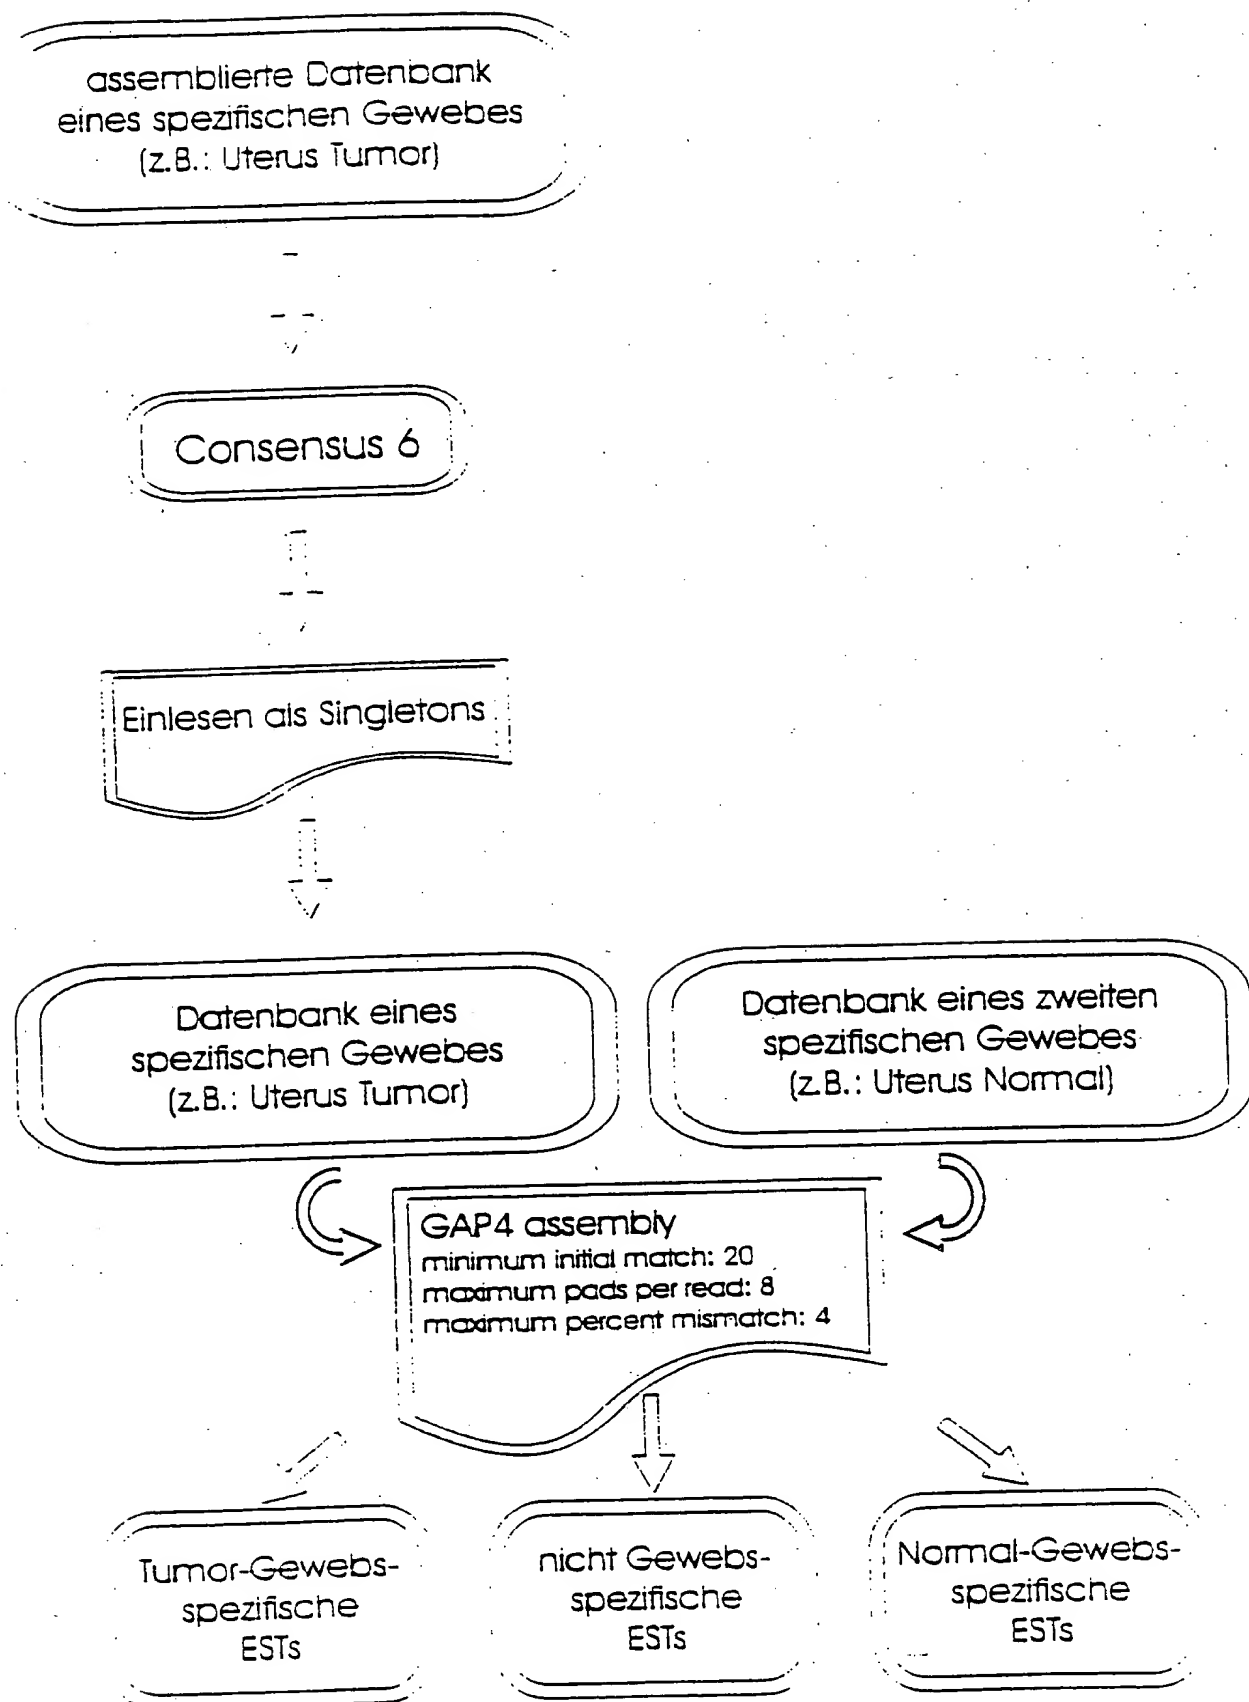 assemblierte Datenbank
eines spezifischen Gewebes
(z.B.: Uterus Tumor)
Consensus 6
Einlesen als Singletons
Datenbank eines
spezifischen Gewebes
(z.B.: Uterus Tumor)
Datenbank eines zweiten
spezifischen Gewebes
(z.B.: Uterus Normal)
GAP4 assembly
minimum initial match: 20
maximum pads per read: 8
maximum percent mismatch: 4
Tumor-Gewebs-
spezifische
ESTs
nicht Gewebs-
spezifische
ESTs
Normal-Gewebs-
spezifische
ESTs